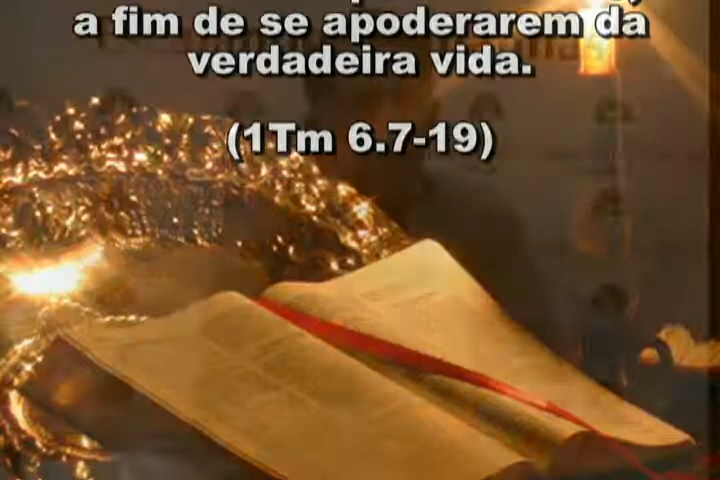 a fim de se apoderarem da
verdadeira vida.
(1Tm 6.7-19)